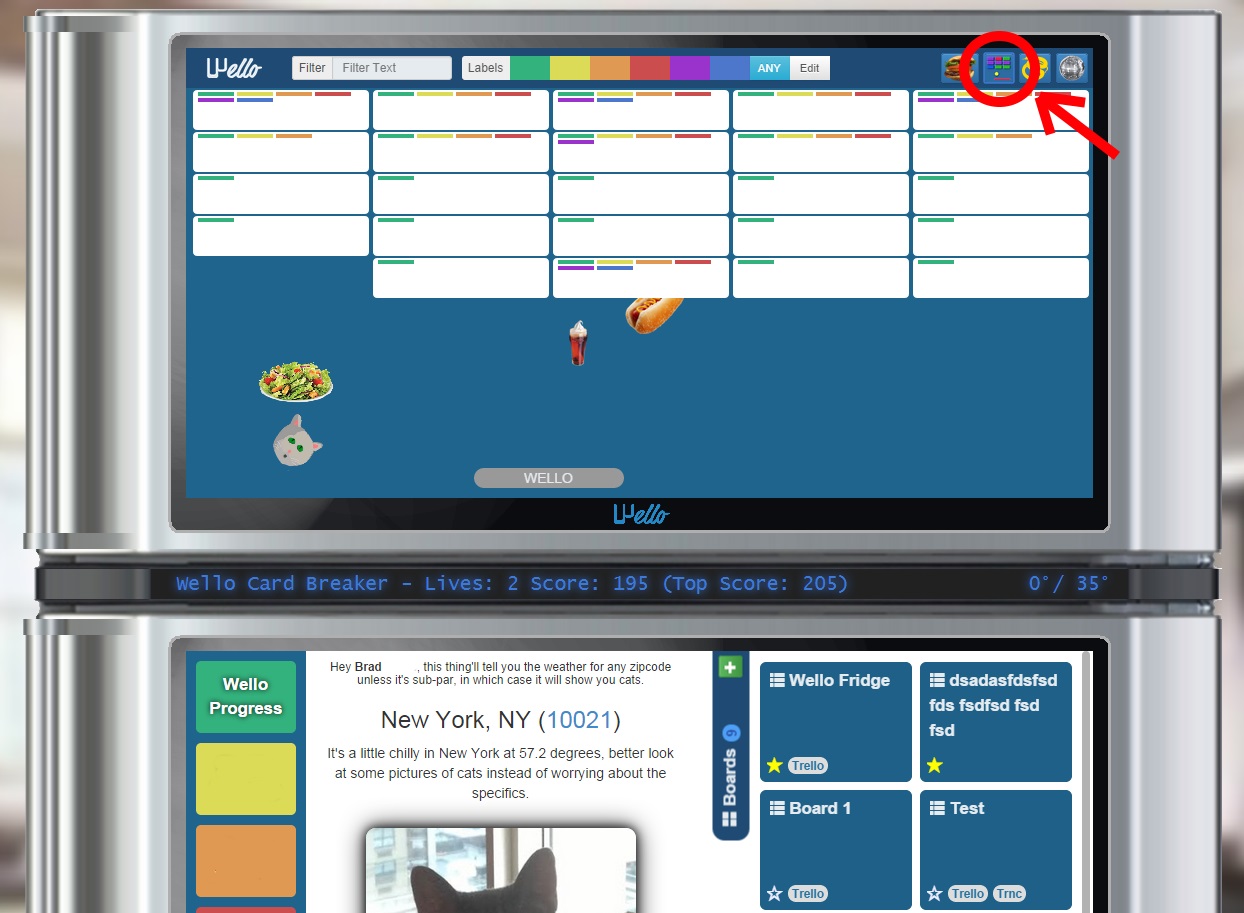 Wello
Filter
Filter Text
Labels
ANY
Edit
WELLO
Wello
Wello Card Breaker - Lives: 2 Score: 195 (Top Score: 205)
0°/ 35°
Wello
Progress
Hey Brad , this thing'll tell you the weather for any zipcode
unless it's sub-par, in which case it will show you cats.
New York, NY (10021)
It's a little chilly in New York at 57.2 degrees, better look
at some pictures of cats instead of worrying about the
specifics.
Boards 9
Wello Fridge
Trello
dsadasfdsfsd
fds fsdfsd fsd
fsd
Board 1
Trello
Test
Trello Trnc